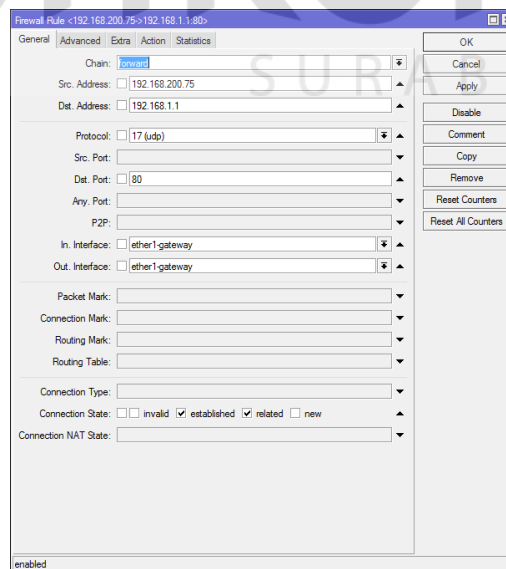 Firewall Rule <192.168.200.75>192.168.1.1:80>
General Advanced Extra Action Statistics
Chain: forward
Src. Address: 192.168.200.75
Dst. Address: 192.168.1.1
Protocol: 17 (udp)
Src. Port:
Dst. Port: 80
Any. Port:
P2P:
In. Interface: ether1-gateway
Out. Interface: ether1-gateway
Packet Mark:
Connection Mark:
Routing Mark:
Routing Table:
Connection Type:
Connection State: invalid established related new
Connection NAT State:
enabled
OK
Cancel
Apply
Disable
Comment
Copy
Remove
Reset Counters
Reset All Counters
SURAB